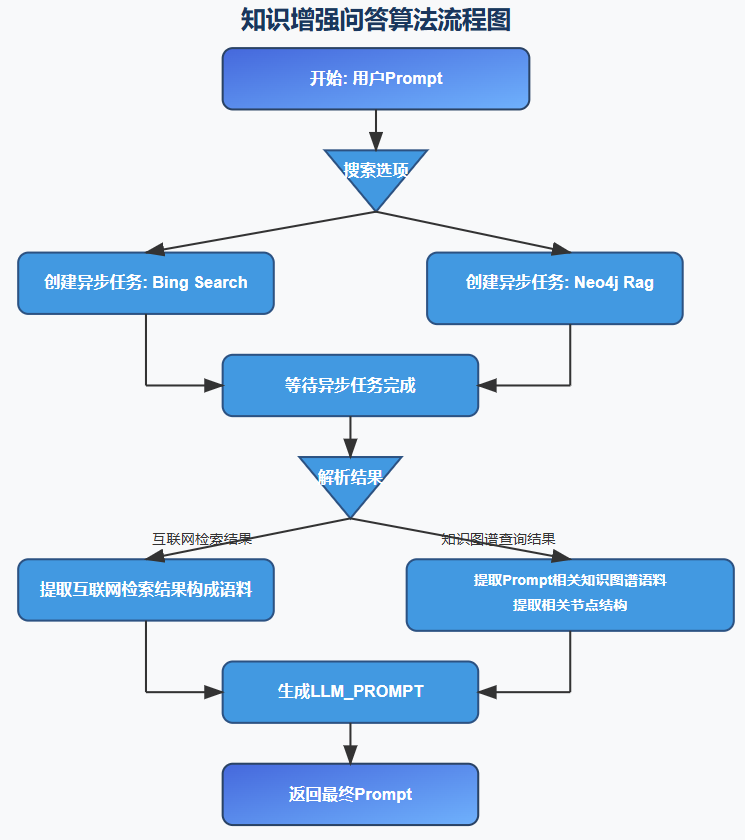 知识增强问答算法流程图
开始: 用户Prompt
搜索选项
创建异步任务: Bing Search
创建异步任务: Neo4j Rag
等待异步任务完成
解析结果
互联网检索结果
知识图谱查询结果
提取互联网检索结果构成语料
提取Prompt相关知识图谱语料
提取相关节点结构
生成LLM_PROMPT
返回最终Prompt